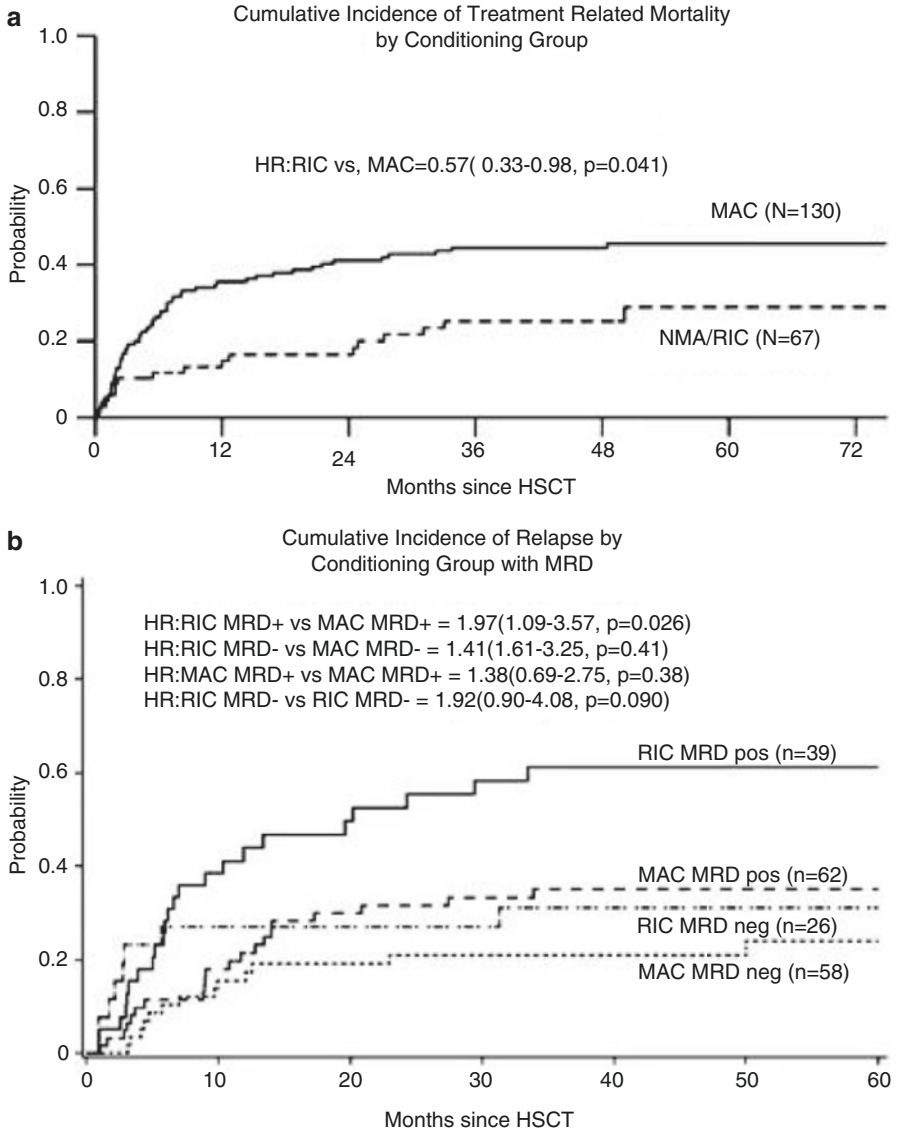 a
Cumulative Incidence of Treatment Related Mortality
by Conditioning Group
1.0
0.8
0.6
0.4
0.2
0
Probability
HR:RIC vs, MAC=0.57( 0.33-0.98, p=0.041)
MAC (N=130)
NMA/RIC (N=67)
0 12 24 36 48 60 72
Months since HSCT
b
Cumulative Incidence of Relapse by
Conditioning Group with MRD
1.0
0.8
0.6
0.4
0.2
0
Probability
HR:RIC MRD+ vs MAC MRD+ = 1.97(1.09-3.57, p=0.026)
HR:RIC MRD- vs MAC MRD- = 1.41(1.61-3.25, p=0.41)
HR:MAC MRD+ vs MAC MRD+ = 1.38(0.69-2.75, p=0.38)
HR:RIC MRD- vs RIC MRD- = 1.92(0.90-4.08, p=0.090)
RIC MRD pos (n=39)
MAC MRD pos (n=62)
RIC MRD neg (n=26)
MAC MRD neg (n=58)
0 10 20 30 40 50 60
Months since HSCT